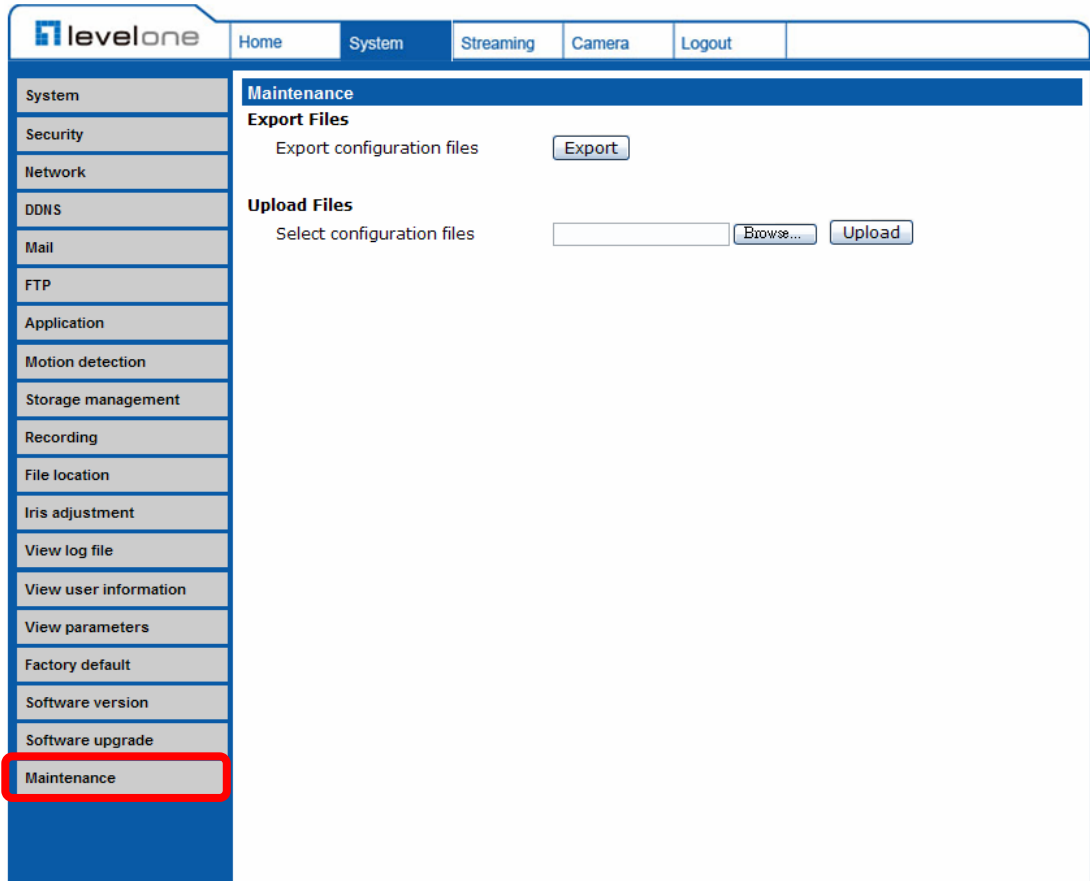 levelone
Home System Streaming Camera Logout
System
Security
Network
DDNS
Mail
FTP
Application
Motion detection
Storage management
Recording
File location
Iris adjustment
View log file
View user information
View parameters
Factory default
Software version
Software upgrade
Maintenance
Maintenance
Export Files
Export configuration files Export
Upload Files
Select configuration files Browse... Upload